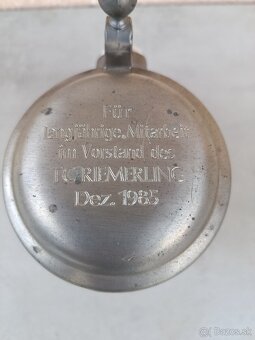 Für
langjährige Mitarbeit
im Vorstand des
FC RIEMERLING
Dez. 1985
bazos.sk